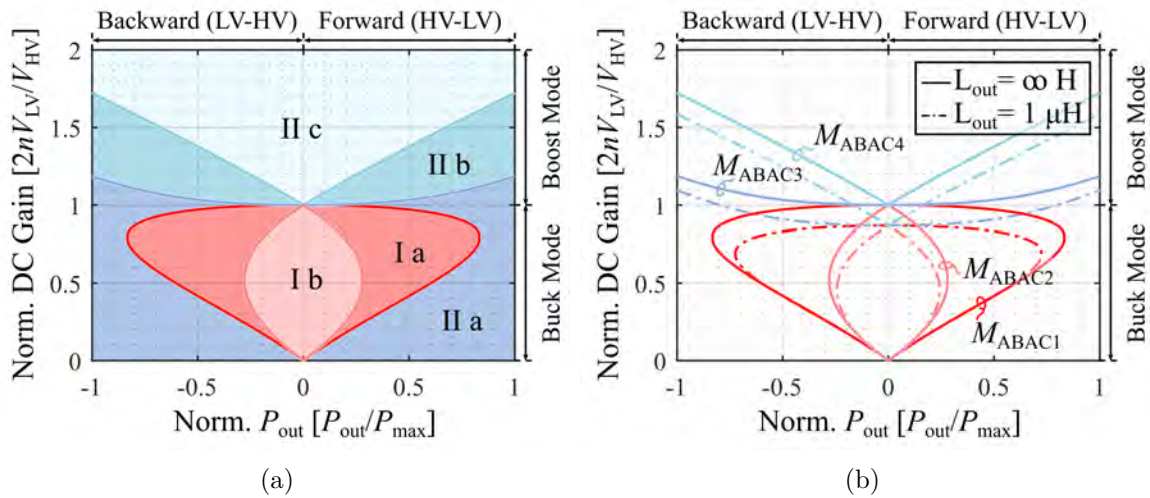 Backward (LV-HV) Forward (HV-LV)
Norm. DC Gain [2nV_LV/V_HV]
2
1.5
1
0.5
0
II c
II b
I a
I b
II a
Boost Mode
Buck Mode
-1 -0.5 0 0.5 1
Norm. P_out [P_out/P_max]
(a)
Backward (LV-HV) Forward (HV-LV)
Norm. DC Gain [2nV_LV/V_HV]
2
1.5
1
0.5
0
L_out= ∞ H
L_out= 1 μH
M_ABAC4
M_ABAC3
M_ABAC2
M_ABAC1
Boost Mode
Buck Mode
-1 -0.5 0 0.5 1
Norm. P_out [P_out/P_max]
(b)